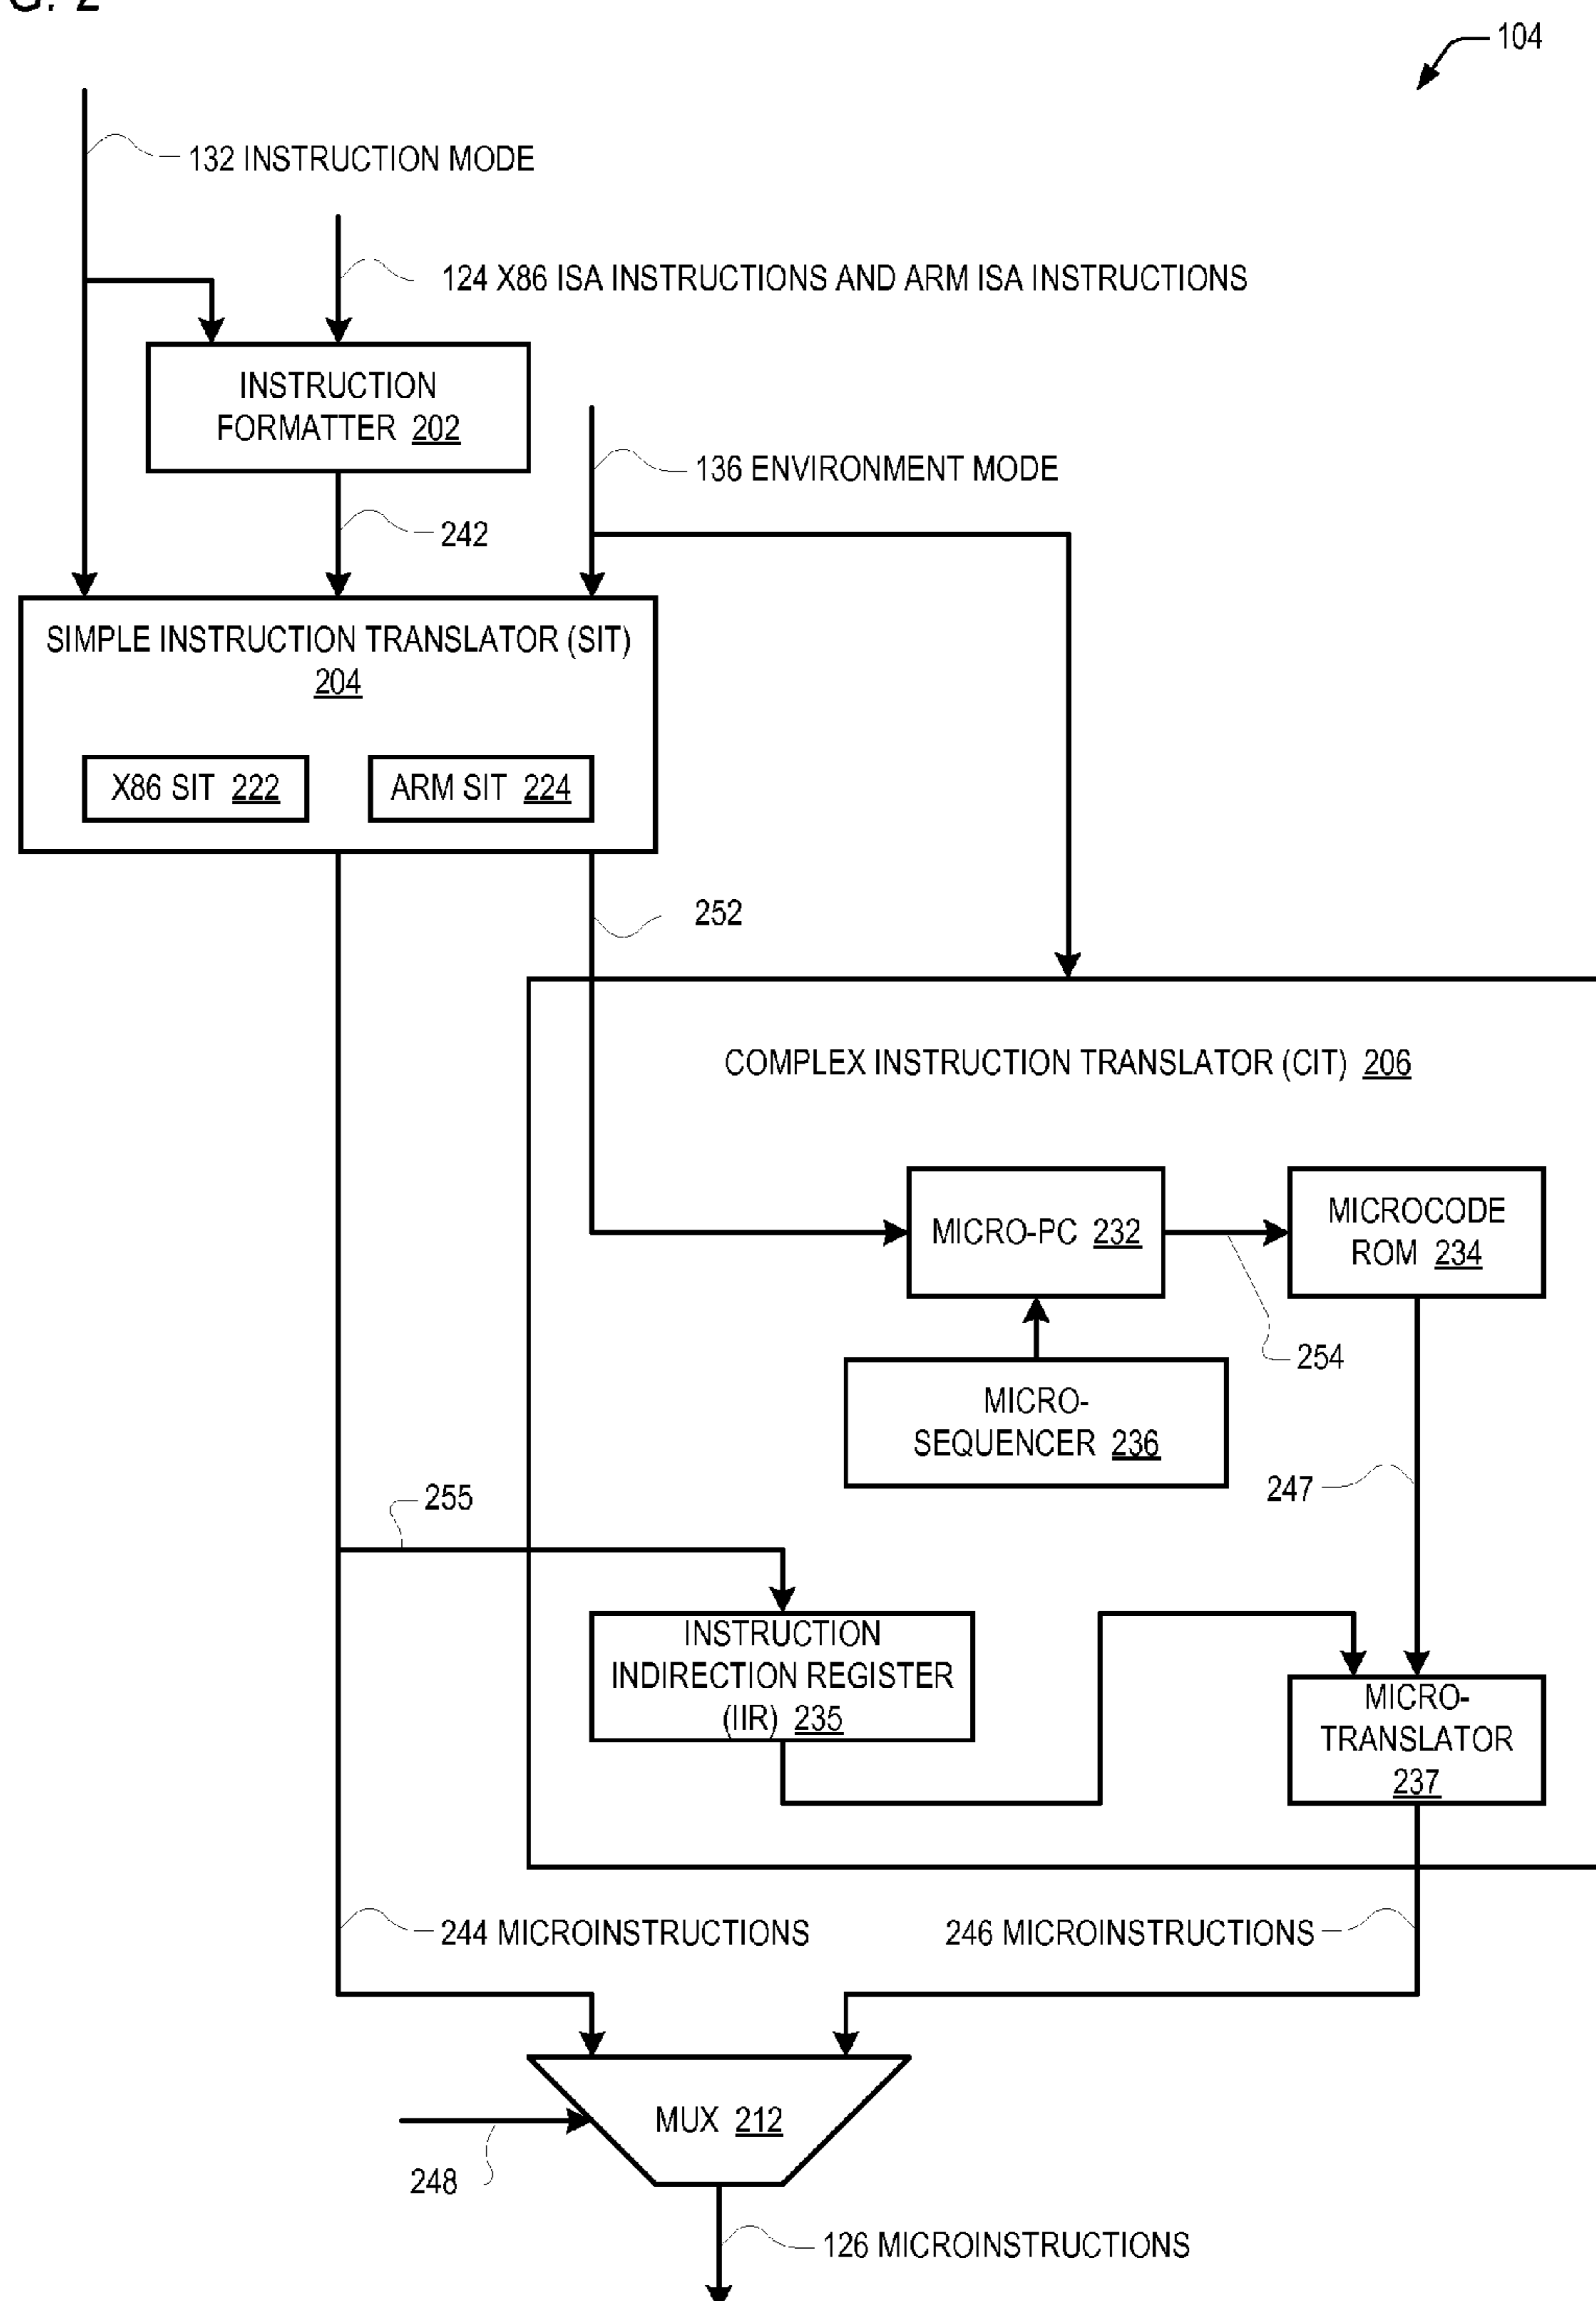 G. 2
104
132 INSTRUCTION MODE
124 X86 ISA INSTRUCTIONS AND ARM ISA INSTRUCTIONS
INSTRUCTION
FORMATTER 202
136 ENVIRONMENT MODE
242
SIMPLE INSTRUCTION TRANSLATOR (SIT)
204
X86 SIT 222
ARM SIT 224
252
COMPLEX INSTRUCTION TRANSLATOR (CIT) 206
MICRO-PC 232
MICROCODE
ROM 234
254
MICRO-
SEQUENCER 236
247
255
INSTRUCTION
INDIRECTION REGISTER
(IIR) 235
MICRO-
TRANSLATOR
237
244 MICROINSTRUCTIONS
246 MICROINSTRUCTIONS
MUX 212
248
126 MICROINSTRUCTIONS